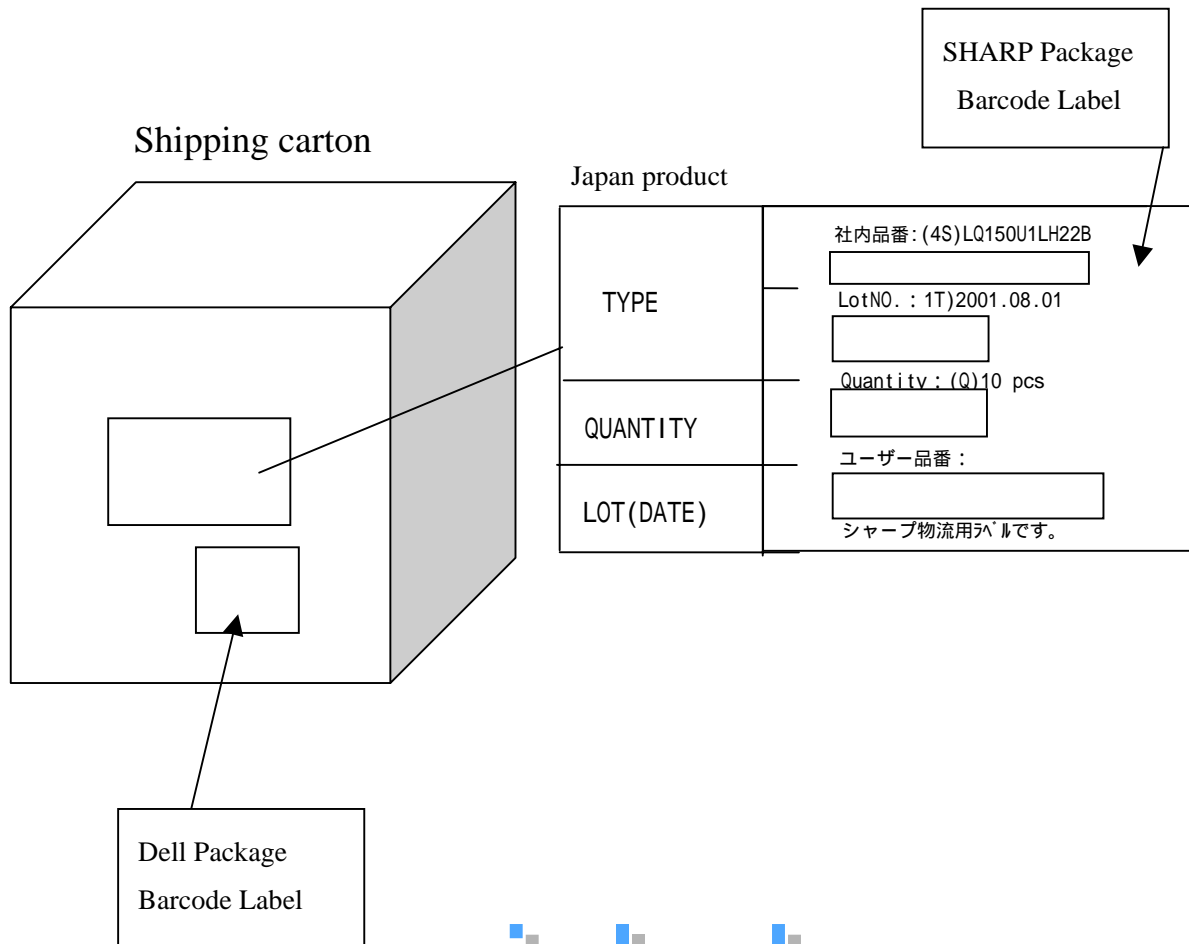 SHARP Package
Barcode Label
Shipping carton
Japan product
TYPE
QUANTITY
LOT(DATE)
社内品番:(4S)LQ150U1LH22B
LotNO.：1T)2001.08.01
Quantity：(Q)10 pcs
ユーザー品番：
シャープ物流用ﾗﾍﾞﾙです。
Dell Package
Barcode Label